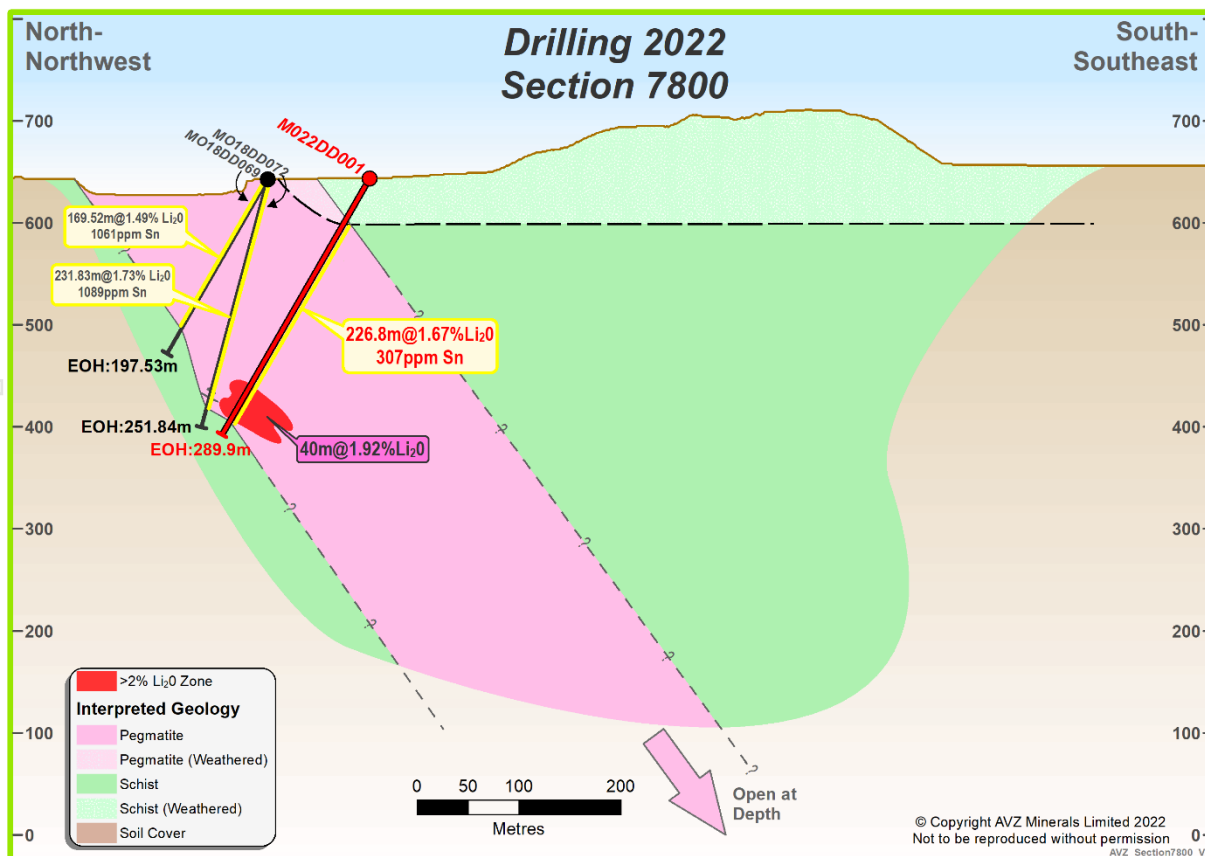 North-
Northwest
Drilling 2022
Section 7800
South-
Southeast
700
700
MO18DD072
MO18DD069
M022DD001
600
600
169.52m@1.49% Li₂0
1061ppm Sn
231.83m@1.73% Li₂0
1089ppm Sn
226.8m@1.67%Li₂0
307ppm Sn
500
500
EOH:197.53m
400
400
EOH:251.84m
EOH:289.9m
40m@1.92%Li₂0
300
300
200
200
>2% Li₂0 Zone
Interpreted Geology
Pegmatite
Pegmatite (Weathered)
Schist
Schist (Weathered)
Soil Cover
100
100
0 50 100 200
Metres
Open at
Depth
0
0
© Copyright AVZ Minerals Limited 2022
Not to be reproduced without permission
AVZ_Section7800_V
? ? ? ? ? ? ? ? ?